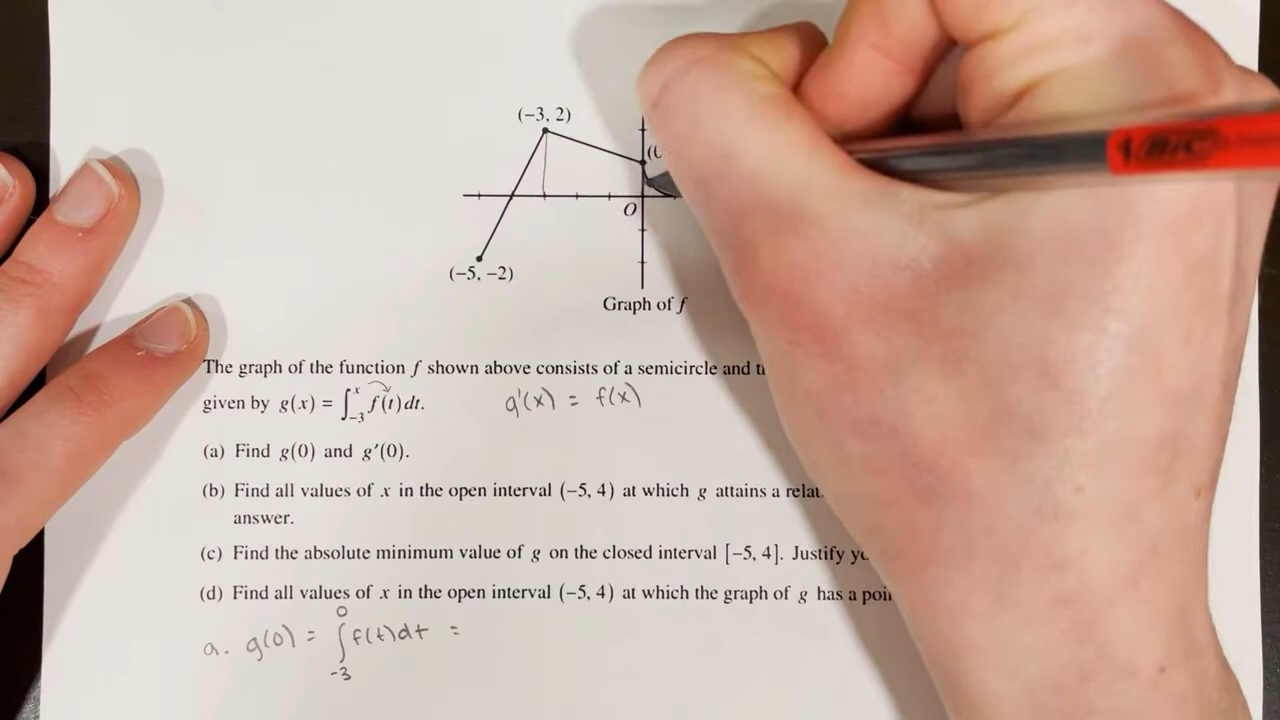 (−3, 2)
O
(−5, −2)
Graph of f
The graph of the function f shown above consists of a semicircle and
given by g(x) = ∫_{−3}^{x} f(t) dt. g'(x) = f(x)
(a) Find g(0) and g′(0).
(b) Find all values of x in the open interval (−5, 4) at which g attains a
answer.
(c) Find the absolute minimum value of g on the closed interval [−5, 4]. Justify
(d) Find all values of x in the open interval (−5, 4) at which the graph of g has a
a. g(0) = ∫_{-3}^{0} f(t)dt =
BIC